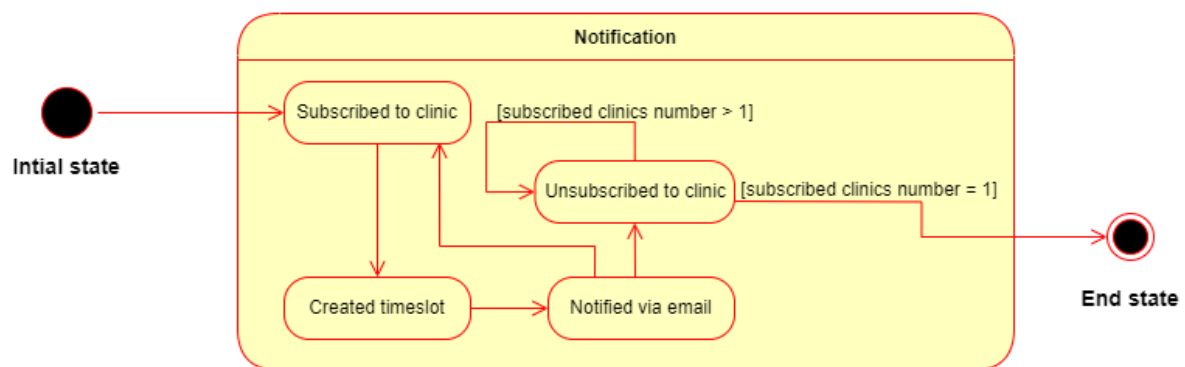 Notification
Subscribed to clinic
[subscribed clinics number > 1]
Intial state
Unsubscribed to clinic
[subscribed clinics number = 1]
Created timeslot
Notified via email
End state